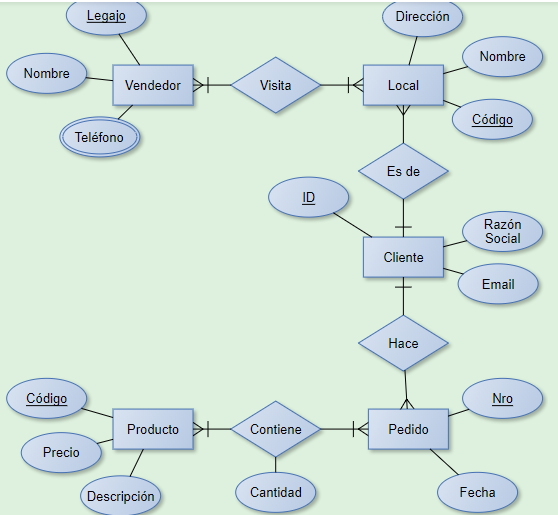 Legajo
Dirección
Nombre
Nombre
Vendedor
Visita
Local
Teléfono
Código
Es de
ID
Razón
Social
Cliente
Email
Hace
Código
Nro
Producto
Contiene
Pedido
Precio
Descripción
Cantidad
Fecha